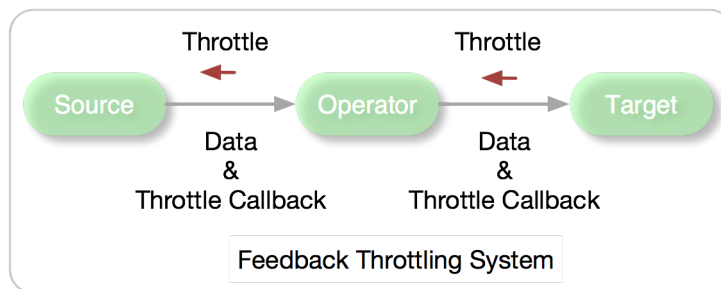 Throttle
Throttle
Source
Operator
Target
Data
&
Throttle Callback
Data
&
Throttle Callback
Feedback Throttling System